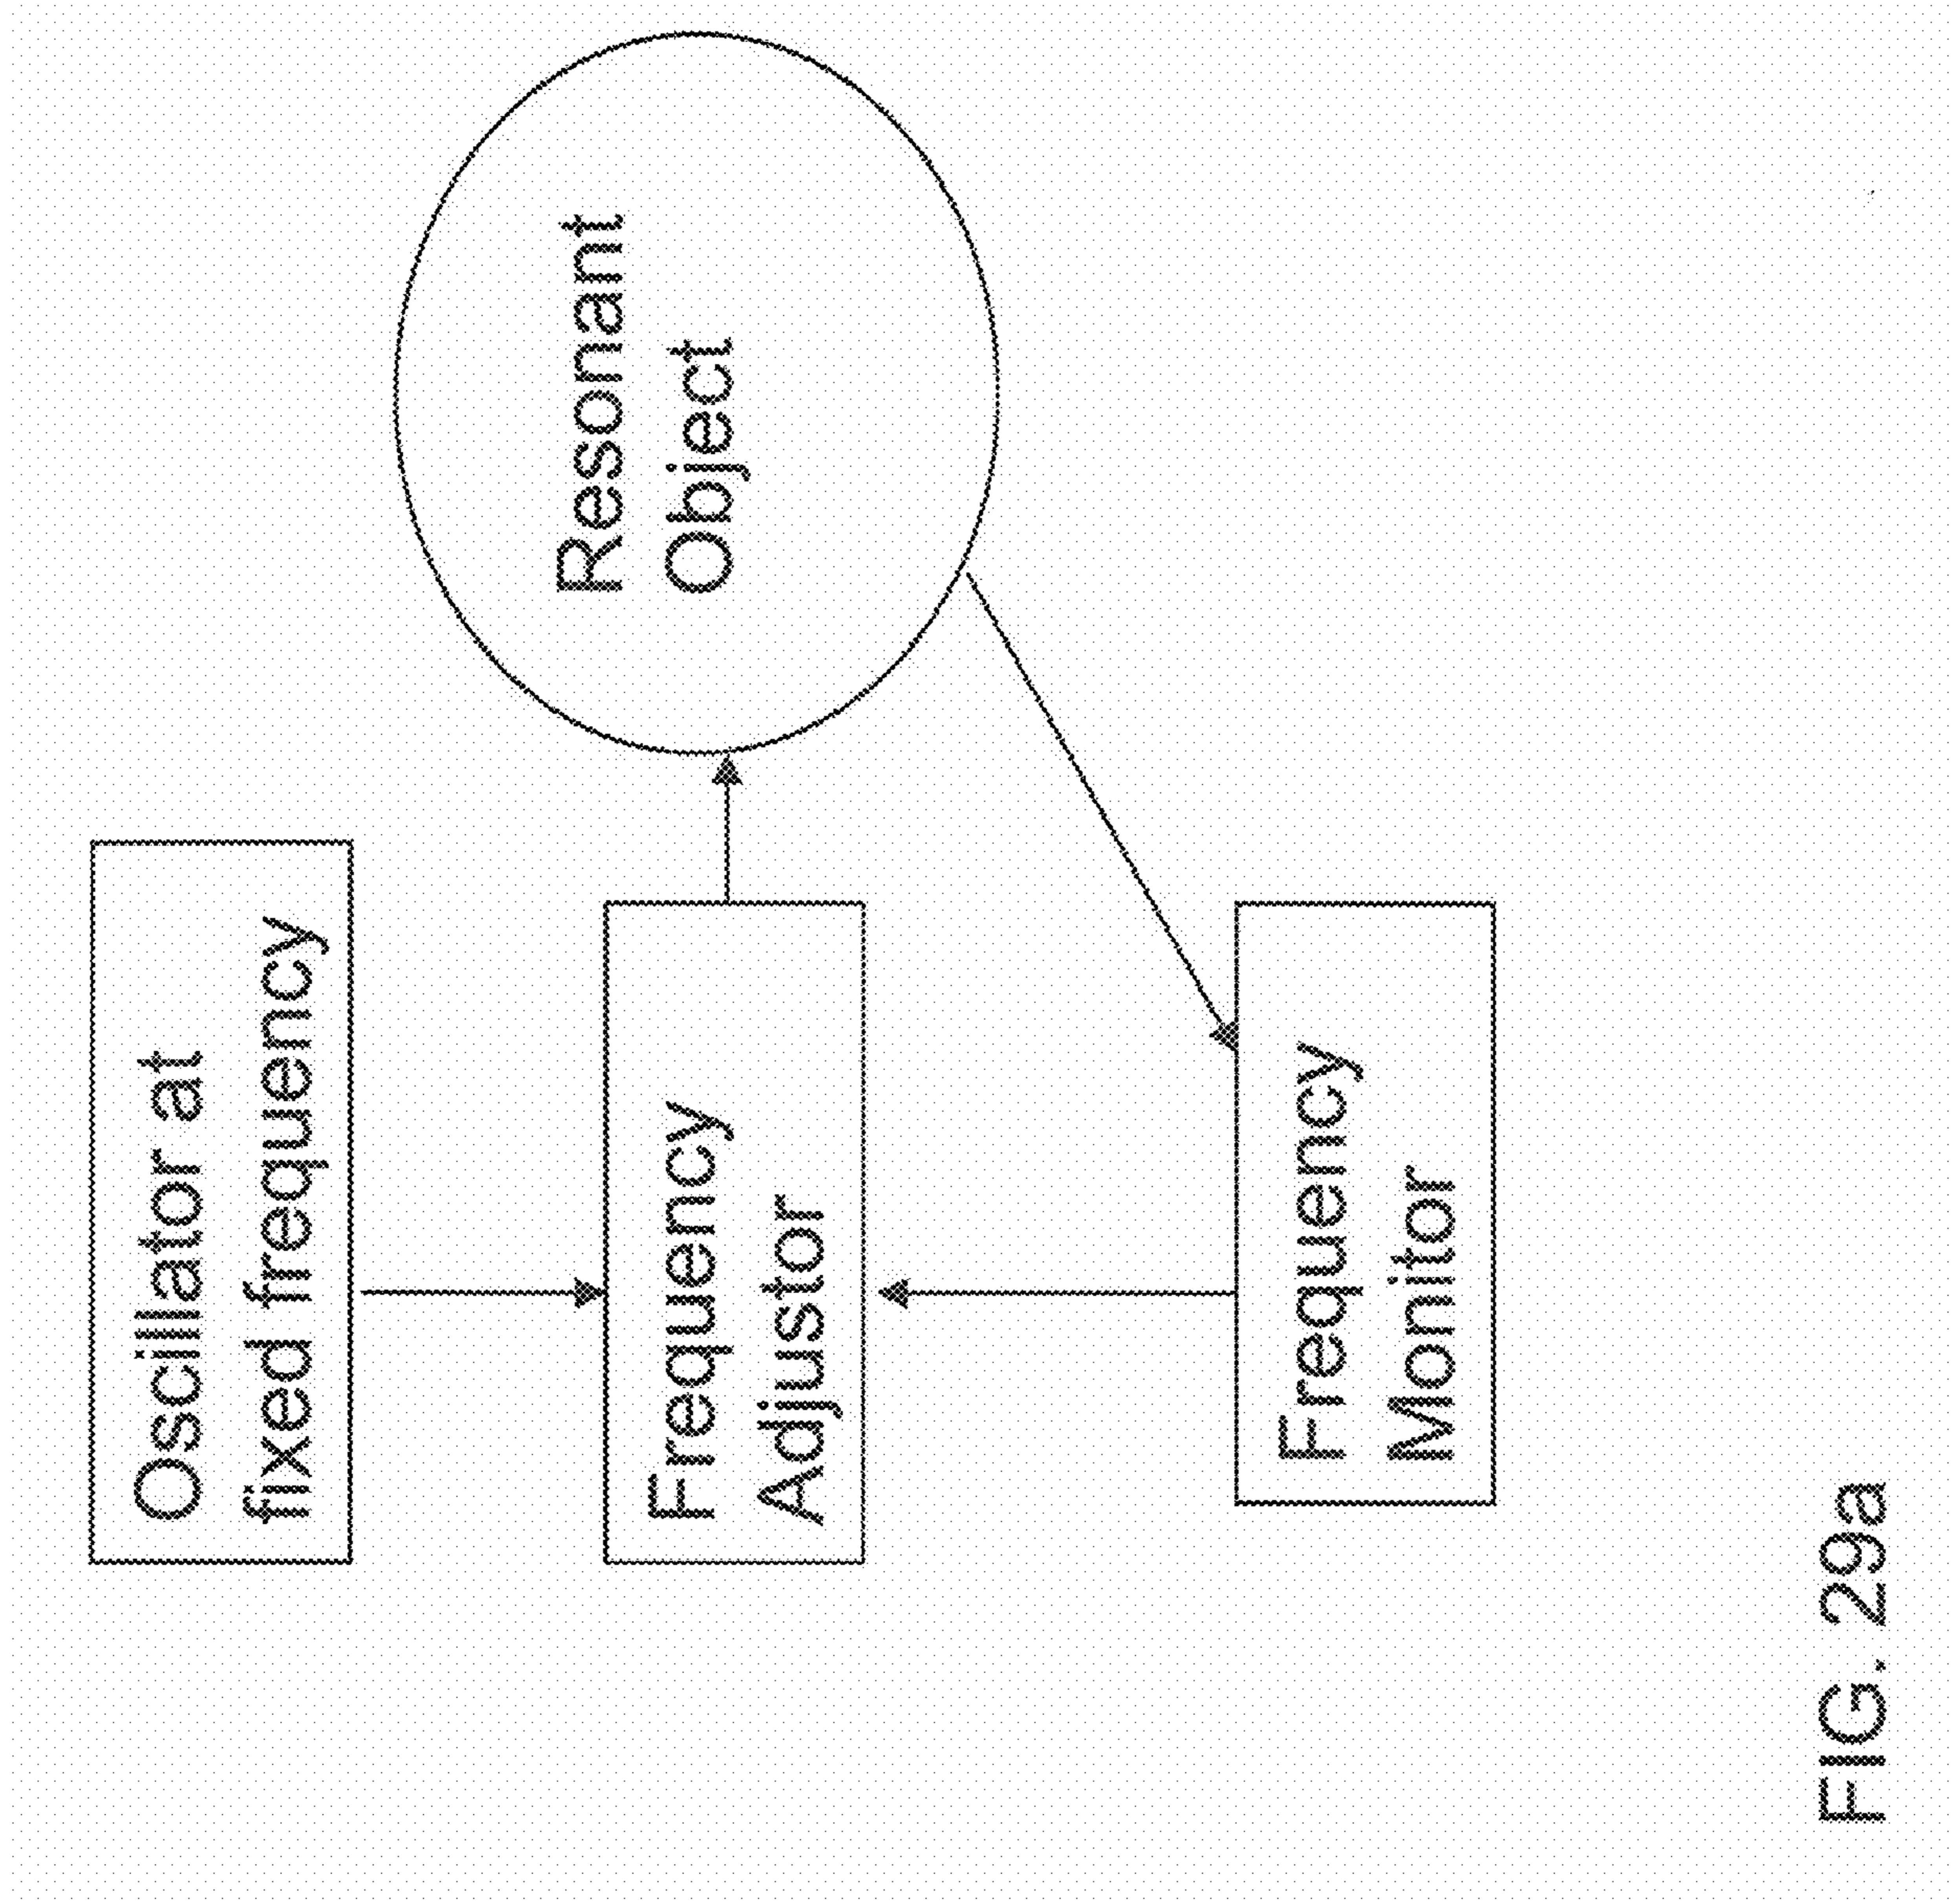 Oscillator at
fixed frequency
Frequency
Adjustor
Resonant
Object
Frequency
Monitor
FIG. 29a